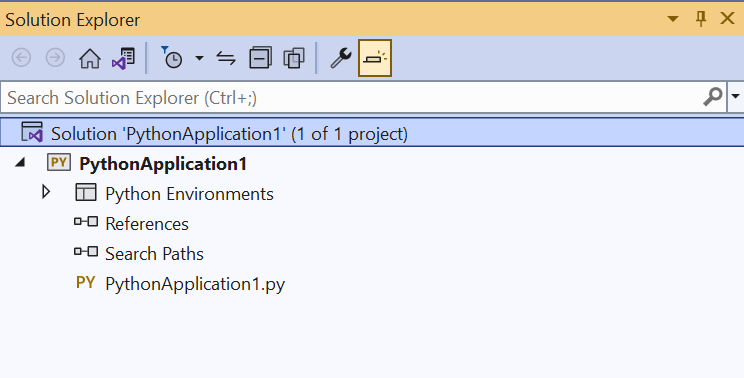 Solution Explorer
Search Solution Explorer (Ctrl+;)
Solution 'PythonApplication1' (1 of 1 project)
PY PythonApplication1
Python Environments
References
Search Paths
PY PythonApplication1.py